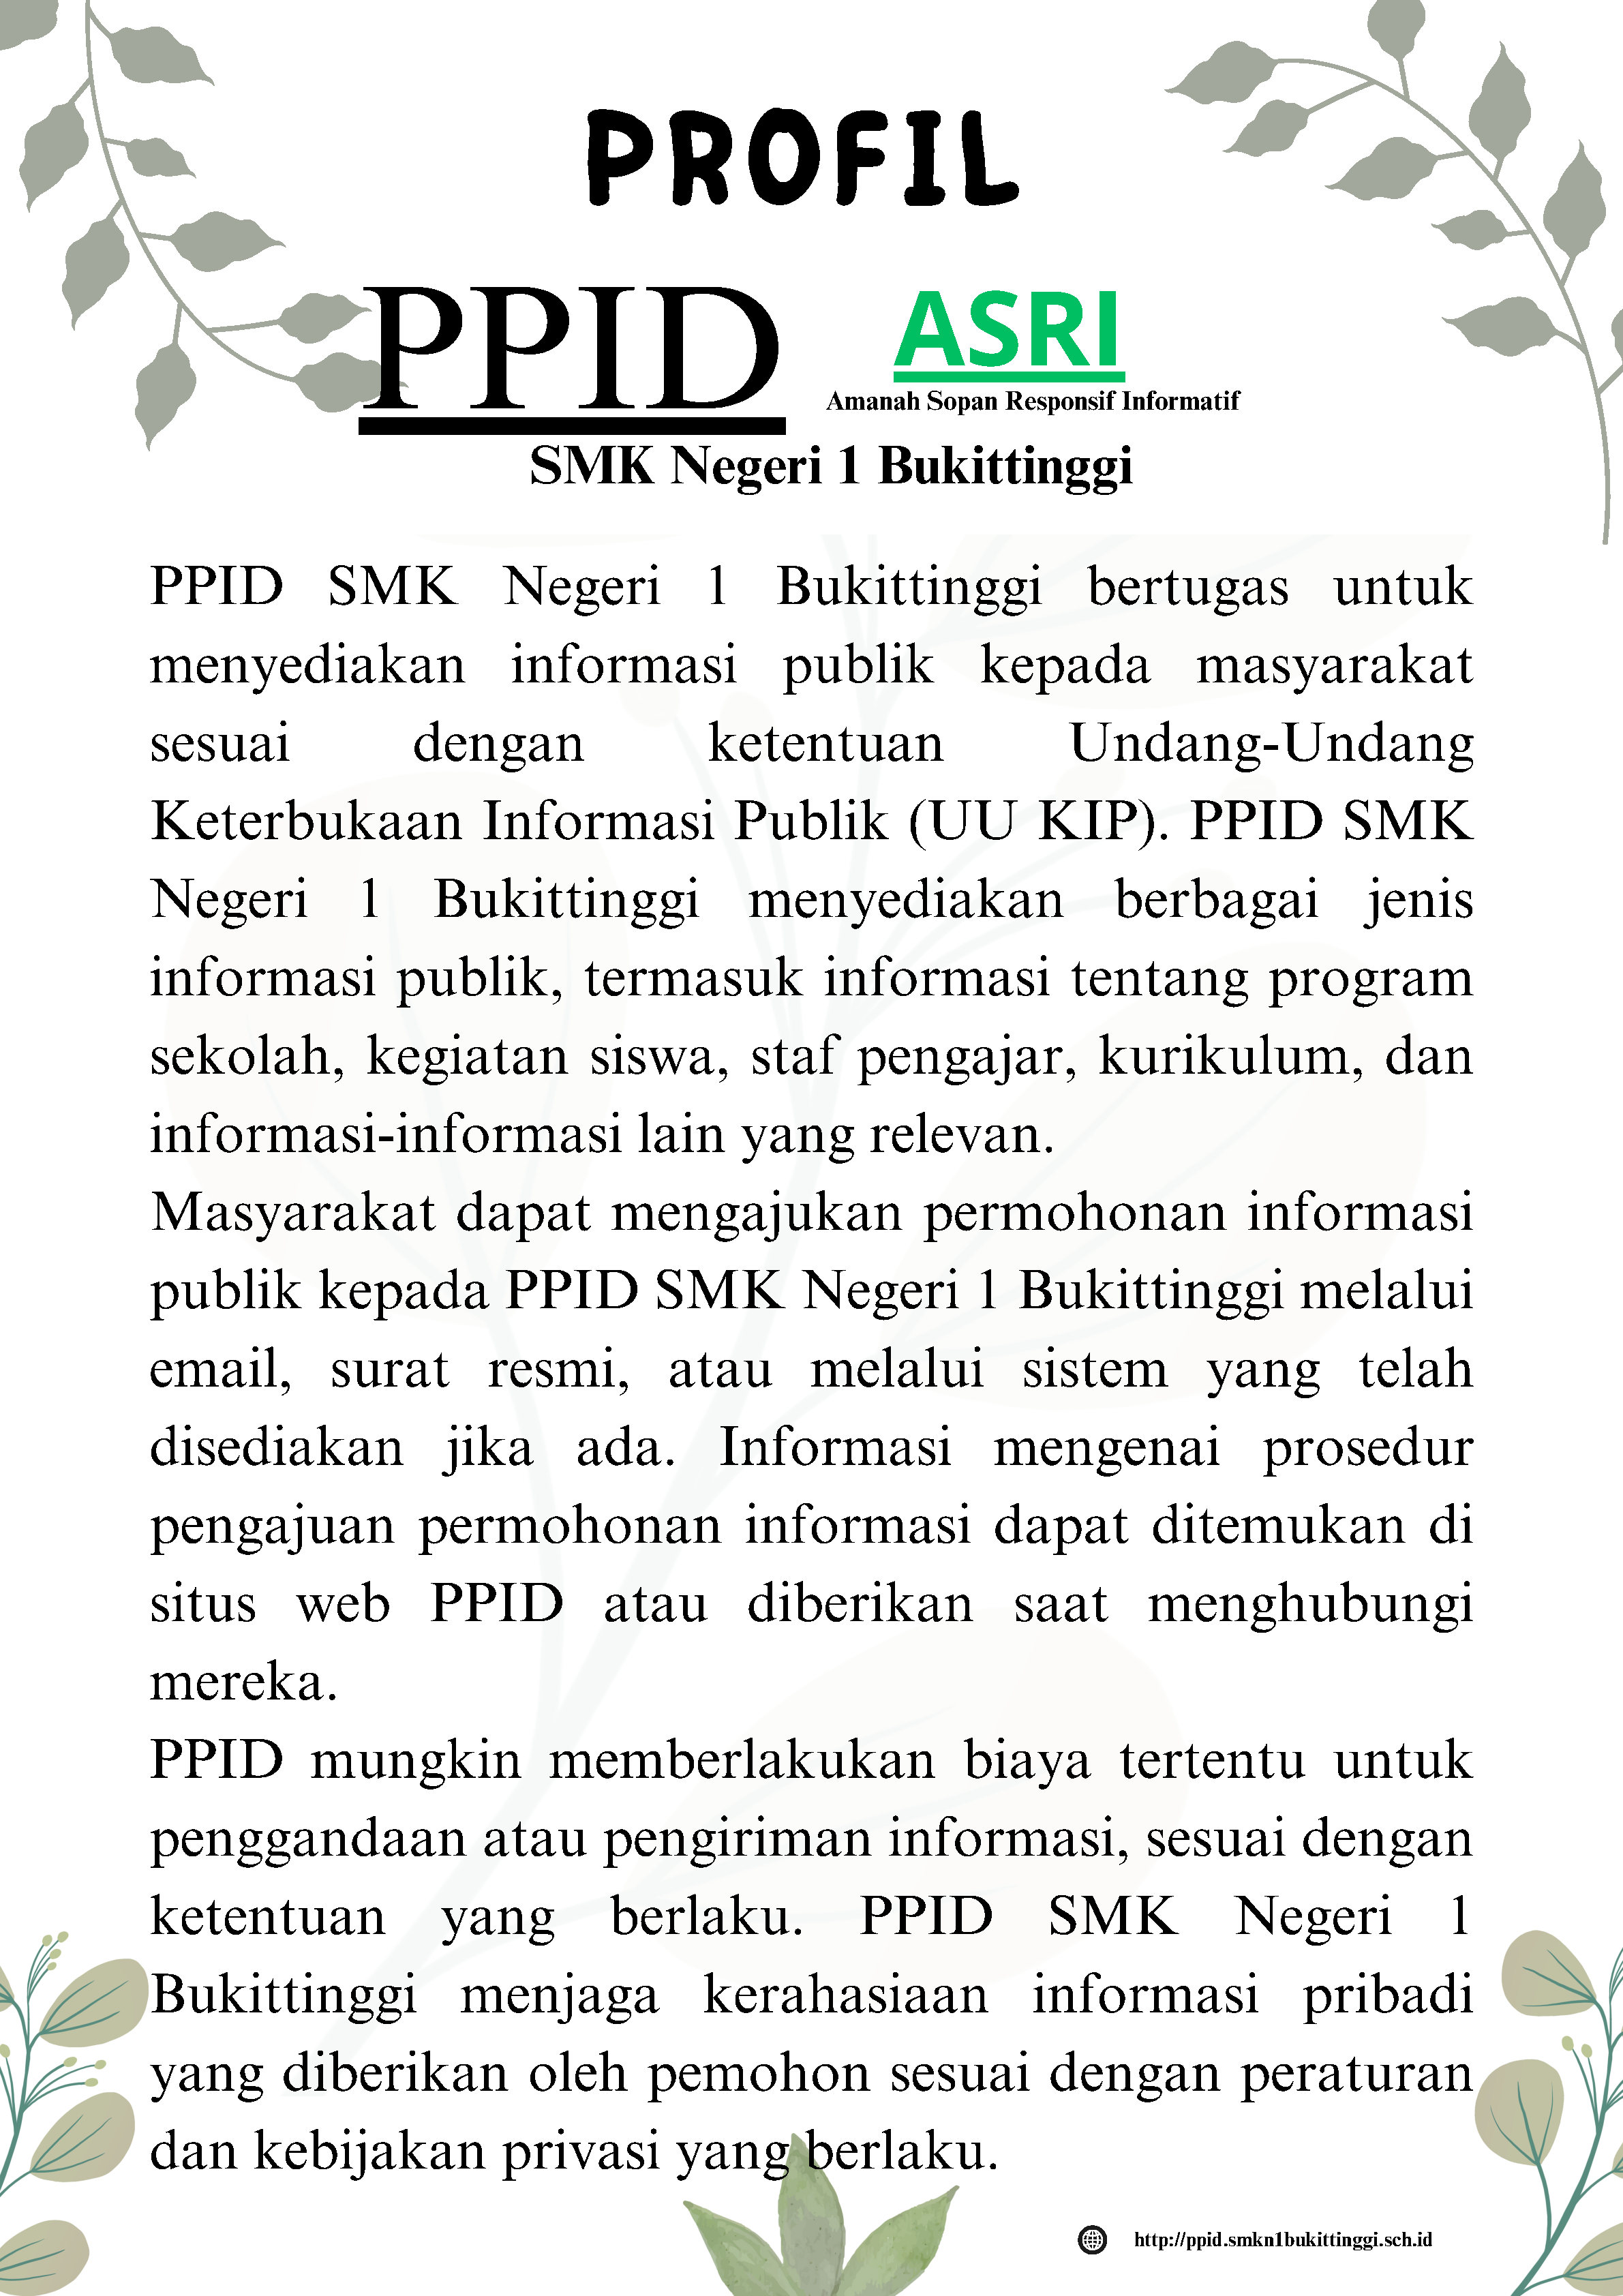 PROFIL
PPID
ASRI
Amanah Sopan Responsif Informatif
SMK Negeri 1 Bukittinggi
PPID SMK Negeri 1 Bukittinggi bertugas untuk
menyediakan informasi publik kepada masyarakat
sesuai dengan ketentuan Undang-Undang
Keterbukaan Informasi Publik (UU KIP). PPID SMK
Negeri 1 Bukittinggi menyediakan berbagai jenis
informasi publik, termasuk informasi tentang program
sekolah, kegiatan siswa, staf pengajar, kurikulum, dan
informasi-informasi lain yang relevan.
Masyarakat dapat mengajukan permohonan informasi
publik kepada PPID SMK Negeri 1 Bukittinggi melalui
email, surat resmi, atau melalui sistem yang telah
disediakan jika ada. Informasi mengenai prosedur
pengajuan permohonan informasi dapat ditemukan di
situs web PPID atau diberikan saat menghubungi
mereka.
PPID mungkin memberlakukan biaya tertentu untuk
penggandaan atau pengiriman informasi, sesuai dengan
ketentuan yang berlaku. PPID SMK Negeri 1
Bukittinggi menjaga kerahasiaan informasi pribadi
yang diberikan oleh pemohon sesuai dengan peraturan
dan kebijakan privasi yang berlaku.
http://ppid.smkn1bukittinggi.sch.id